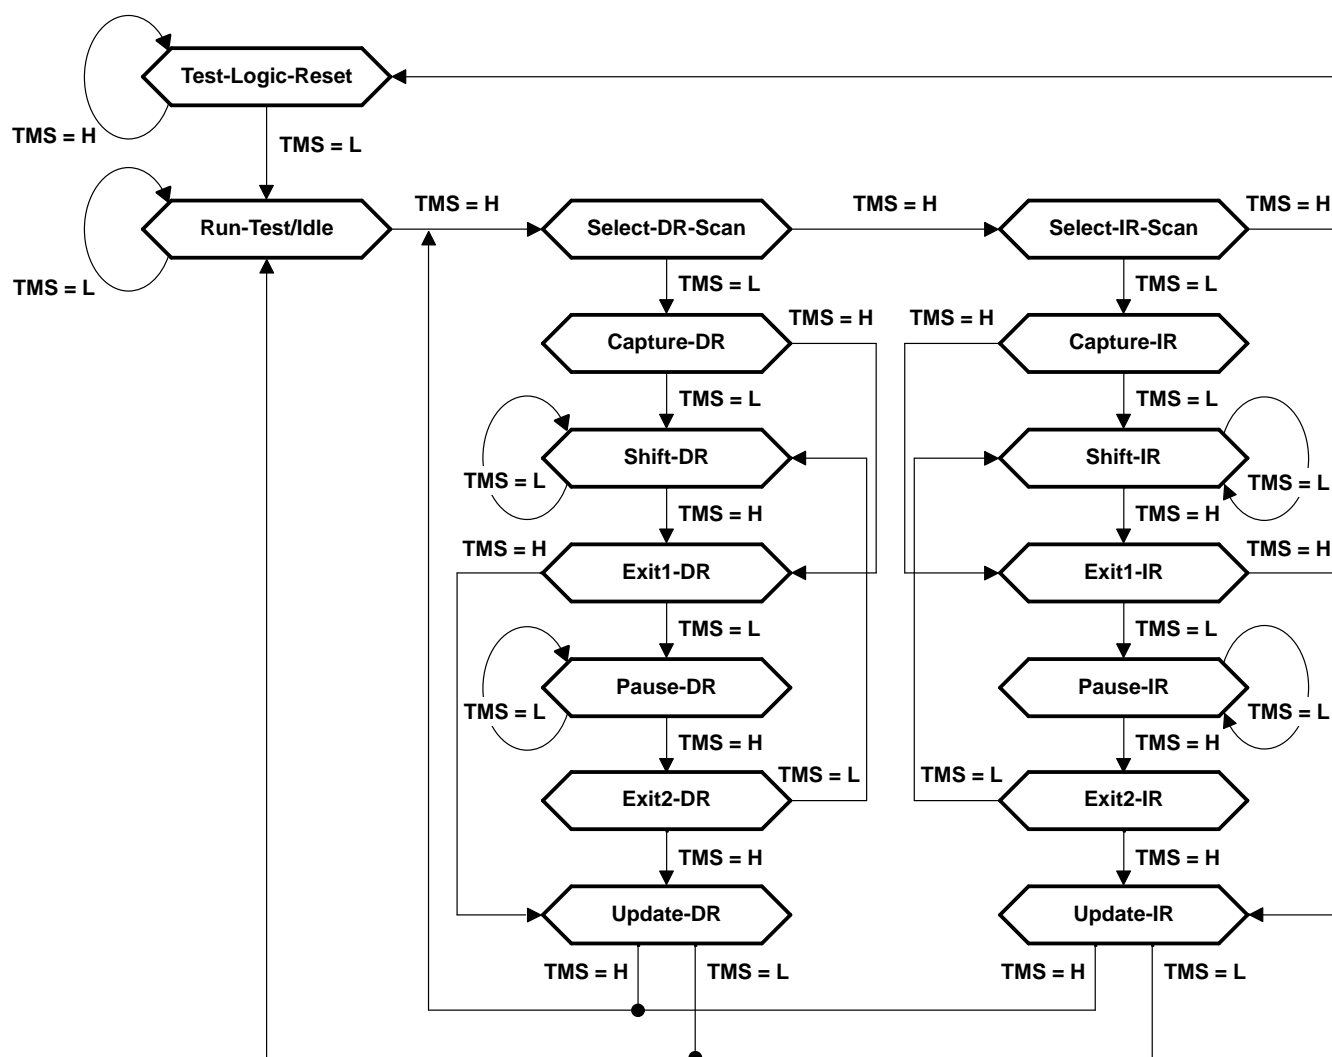 Test-Logic-Reset
TMS = H
TMS = L
TMS = H
TMS = H
TMS = H
Run-Test/Idle
Select-DR-Scan
Select-IR-Scan
TMS = L
TMS = L
TMS = L
TMS = H
TMS = H
Capture-DR
Capture-IR
TMS = L
TMS = L
Shift-DR
Shift-IR
TMS = L
TMS = L
TMS = H
TMS = H
TMS = H
TMS = H
Exit1-DR
Exit1-IR
TMS = L
TMS = L
Pause-DR
Pause-IR
TMS = L
TMS = L
TMS = H
TMS = H
TMS = L
TMS = L
Exit2-DR
Exit2-IR
TMS = H
TMS = H
Update-DR
Update-IR
TMS = H
TMS = L
TMS = H
TMS = L